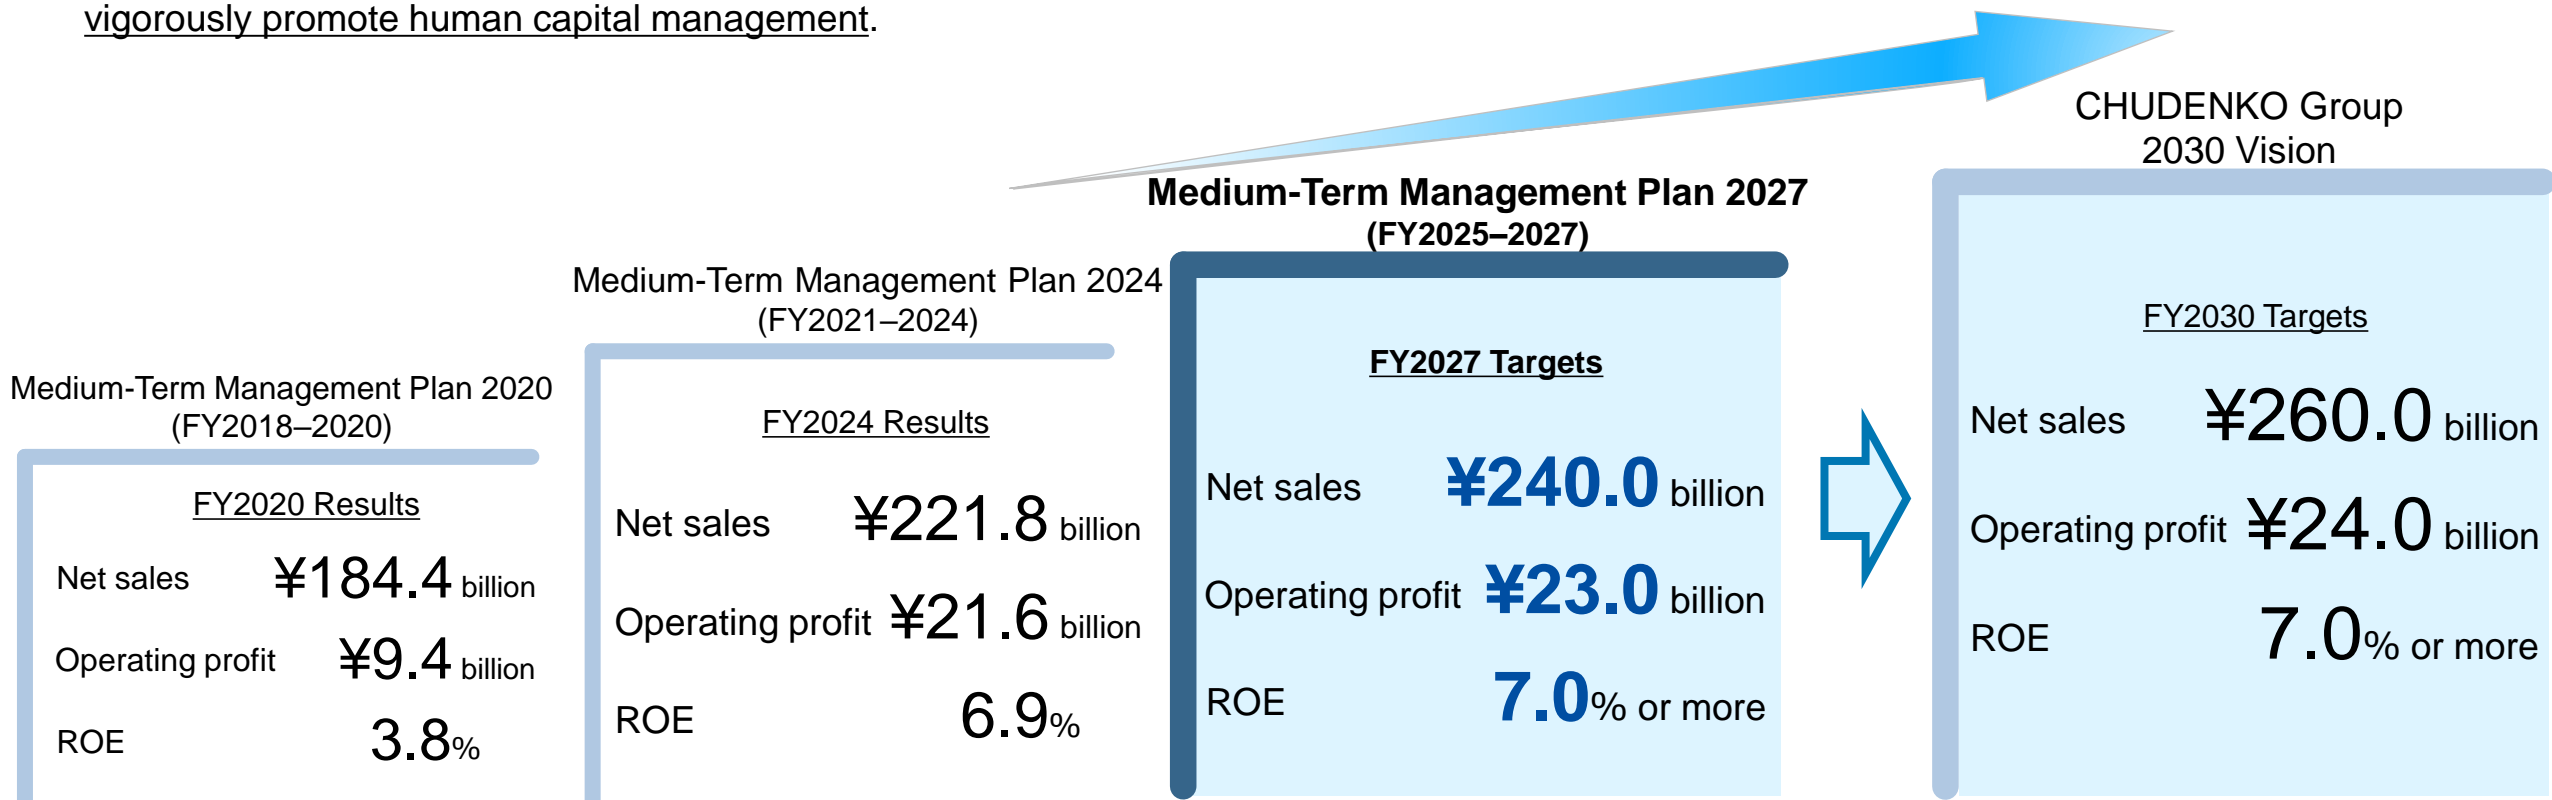 vigorously promote human capital management.
Medium-Term Management Plan 2020
(FY2018–2020)
FY2020 Results
Net sales ¥184.4 billion
Operating profit ¥9.4 billion
ROE 3.8%
Medium-Term Management Plan 2024
(FY2021–2024)
FY2024 Results
Net sales ¥221.8 billion
Operating profit ¥21.6 billion
ROE 6.9%
Medium-Term Management Plan 2027
(FY2025–2027)
FY2027 Targets
Net sales ¥240.0 billion
Operating profit ¥23.0 billion
ROE 7.0% or more
CHUDENKO Group
2030 Vision
FY2030 Targets
Net sales ¥260.0 billion
Operating profit ¥24.0 billion
ROE 7.0% or more